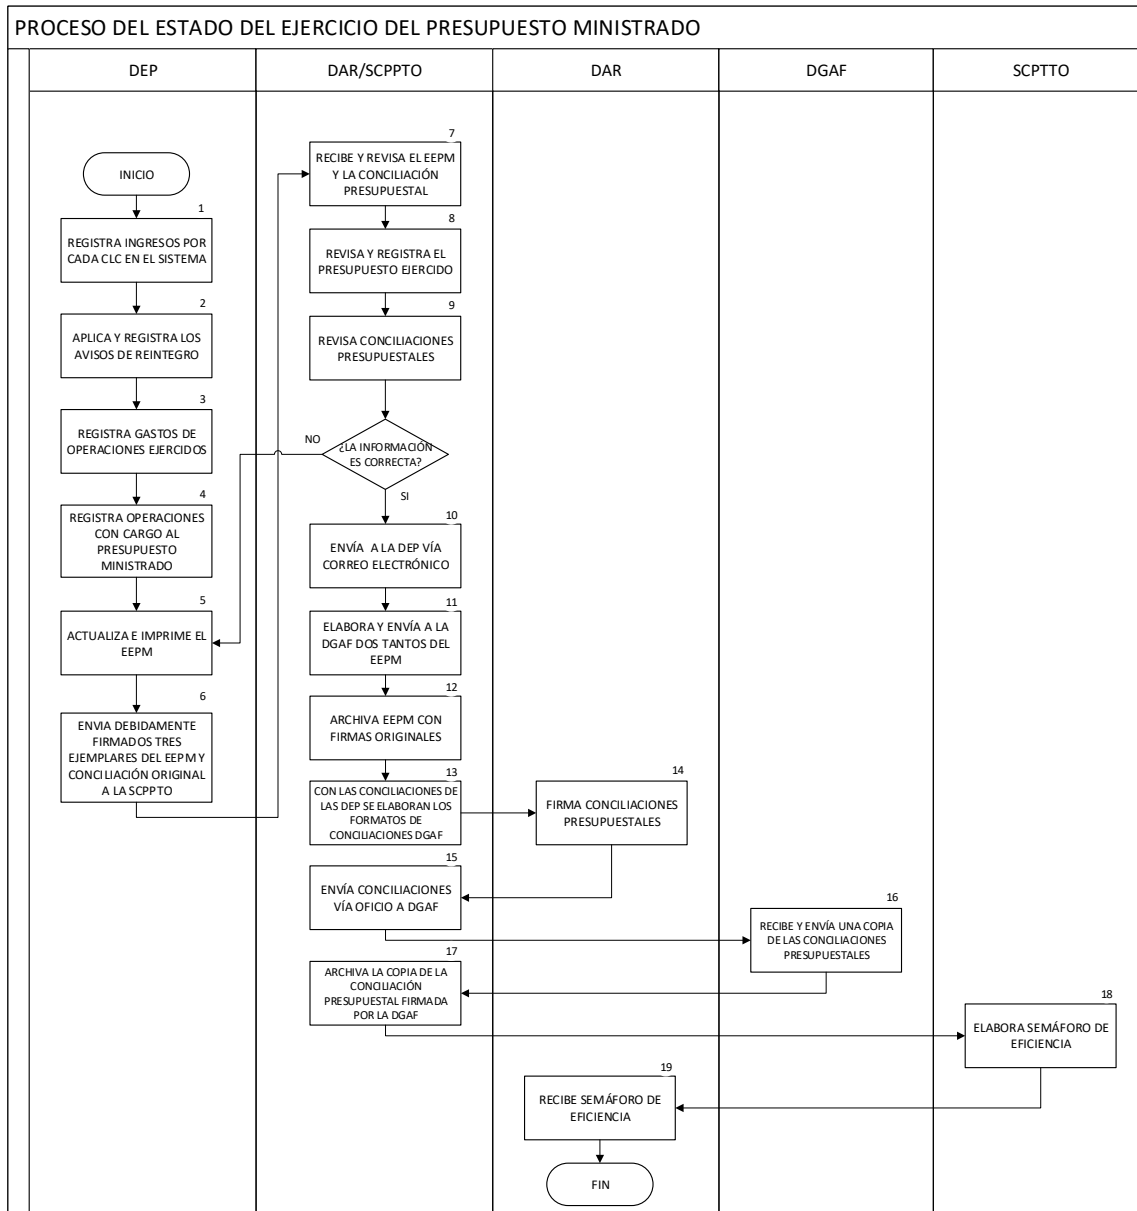 PROCESO DEL ESTADO DEL EJERCICIO DEL PRESUPUESTO MINISTRADO
DEP
DAR/SCPPTO
DAR
DGAF
SCPTTO
INICIO
1
REGISTRA INGRESOS POR
CADA CLC EN EL SISTEMA
2
APLICA Y REGISTRA LOS
AVISOS DE REINTEGRO
3
REGISTRA GASTOS DE
OPERACIONES EJERCIDOS
4
REGISTRA OPERACIONES
CON CARGO AL
PRESUPUESTO
MINISTRADO
5
ACTUALIZA E IMPRIME EL
EEPM
6
ENVIA DEBIDAMENTE
FIRMADOS TRES
EJEMPLARES DEL EEPM Y
CONCILIACIÓN ORIGINAL
A LA SCPPTO
7
RECIBE Y REVISA EL EEPM
Y LA CONCILIACIÓN
PRESUPUESTAL
8
REVISA Y REGISTRA EL
PRESUPUESTO EJERCIDO
9
REVISA CONCILIACIONES
PRESUPUESTALES
¿LA INFORMACIÓN
ES CORRECTA?
NO
SI
10
ENVÍA A LA DEP VÍA
CORREO ELECTRÓNICO
11
ELABORA Y ENVÍA A LA
DGAF DOS TANTOS DEL
EEPM
12
ARCHIVA EEPM CON
FIRMAS ORIGINALES
13
CON LAS CONCILIACIONES DE
LAS DEP SE ELABORAN LOS
FORMATOS DE
CONCILIACIONES DGAF
14
FIRMA CONCILIACIONES
PRESUPUESTALES
15
ENVÍA CONCILIACIONES
VÍA OFICIO A DGAF
16
RECIBE Y ENVÍA UNA COPIA
DE LAS CONCILIACIONES
PRESUPUESTALES
17
ARCHIVA LA COPIA DE LA
CONCILIACIÓN
PRESUPUESTAL FIRMADA
POR LA DGAF
18
ELABORA SEMÁFORO DE
EFICIENCIA
19
RECIBE SEMÁFORO DE
EFICIENCIA
FIN